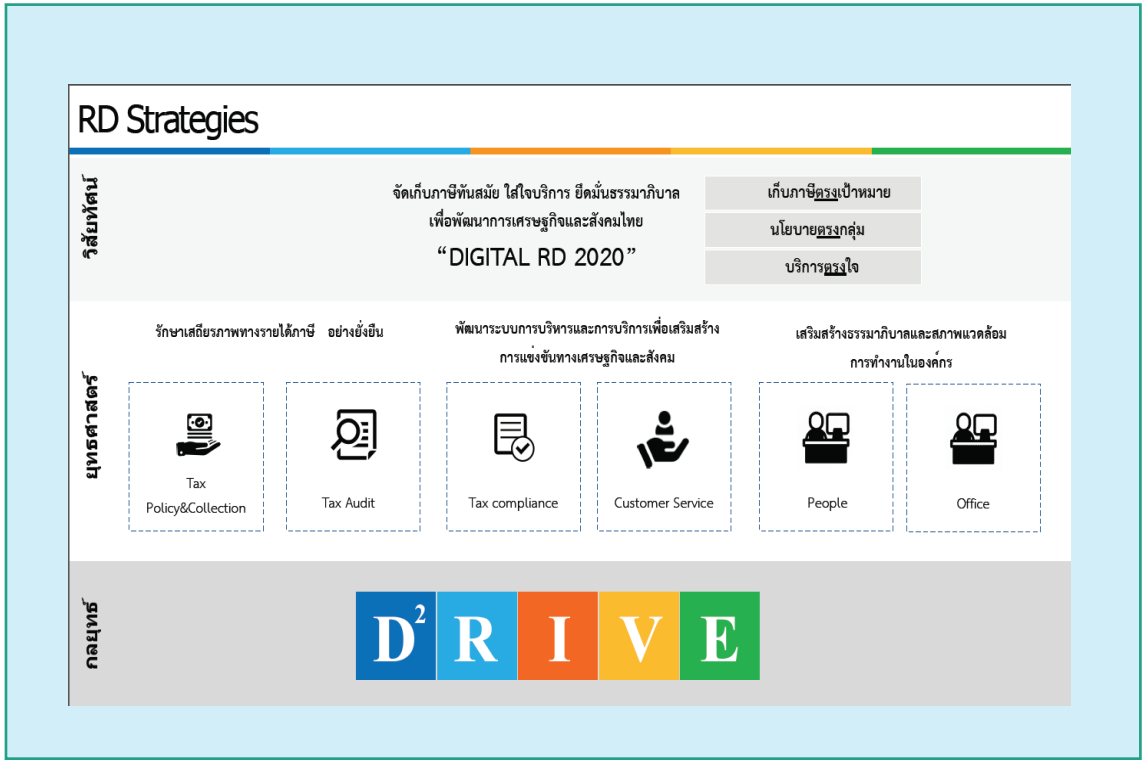 RD Strategies
วิสัยทัศน์
จัดเก็บภาษีทันสมัย ใส่ใจบริการ ยึดมั่นธรรมาภิบาล
เพื่อพัฒนาการเศรษฐกิจและสังคมไทย
“DIGITAL RD 2020”
เก็บภาษีตรงเป้าหมาย
นโยบายตรงกลุ่ม
บริการตรงใจ
ยุทธศาสตร์
รักษาเสถียรภาพทางรายได้ภาษี อย่างยั่งยืน
พัฒนาระบบการบริหารและการบริการเพื่อเสริมสร้าง
การแข่งขันทางเศรษฐกิจและสังคม
เสริมสร้างธรรมาภิบาลและสภาพแวดล้อม
การทำงานในองค์กร
Tax
Policy&Collection
Tax Audit
Tax compliance
Customer Service
People
Office
กลยุทธ์
D² R I V E